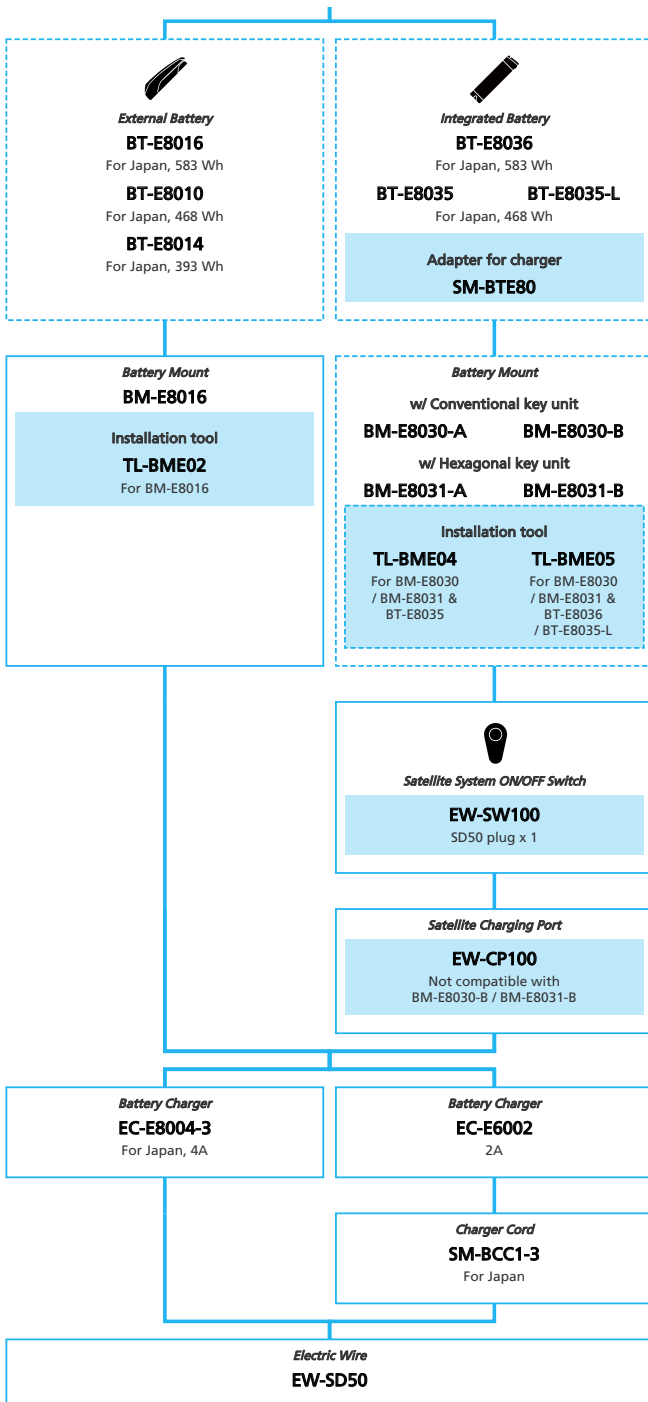 External Battery
BT-E8016
For Japan, 583 Wh
BT-E8010
For Japan, 468 Wh
BT-E8014
For Japan, 393 Wh
Integrated Battery
BT-E8036
For Japan, 583 Wh
BT-E8035 BT-E8035-L
For Japan, 468 Wh
Adapter for charger
SM-BTE80
Battery Mount
BM-E8016
Installation tool
TL-BME02
For BM-E8016
Battery Mount
w/ Conventional key unit
BM-E8030-A BM-E8030-B
w/ Hexagonal key unit
BM-E8031-A BM-E8031-B
Installation tool
TL-BME04
For BM-E8030
/ BM-E8031 &
BT-E8035
TL-BME05
For BM-E8030
/ BM-E8031 &
BT-E8036
/ BT-E8035-L
Satellite System ON/OFF Switch
EW-SW100
SD50 plug x 1
Satellite Charging Port
EW-CP100
Not compatible with
BM-E8030-B / BM-E8031-B
Battery Charger
EC-E8004-3
For Japan, 4A
Battery Charger
EC-E6002
2A
Charger Cord
SM-BCC1-3
For Japan
Electric Wire
EW-SD50